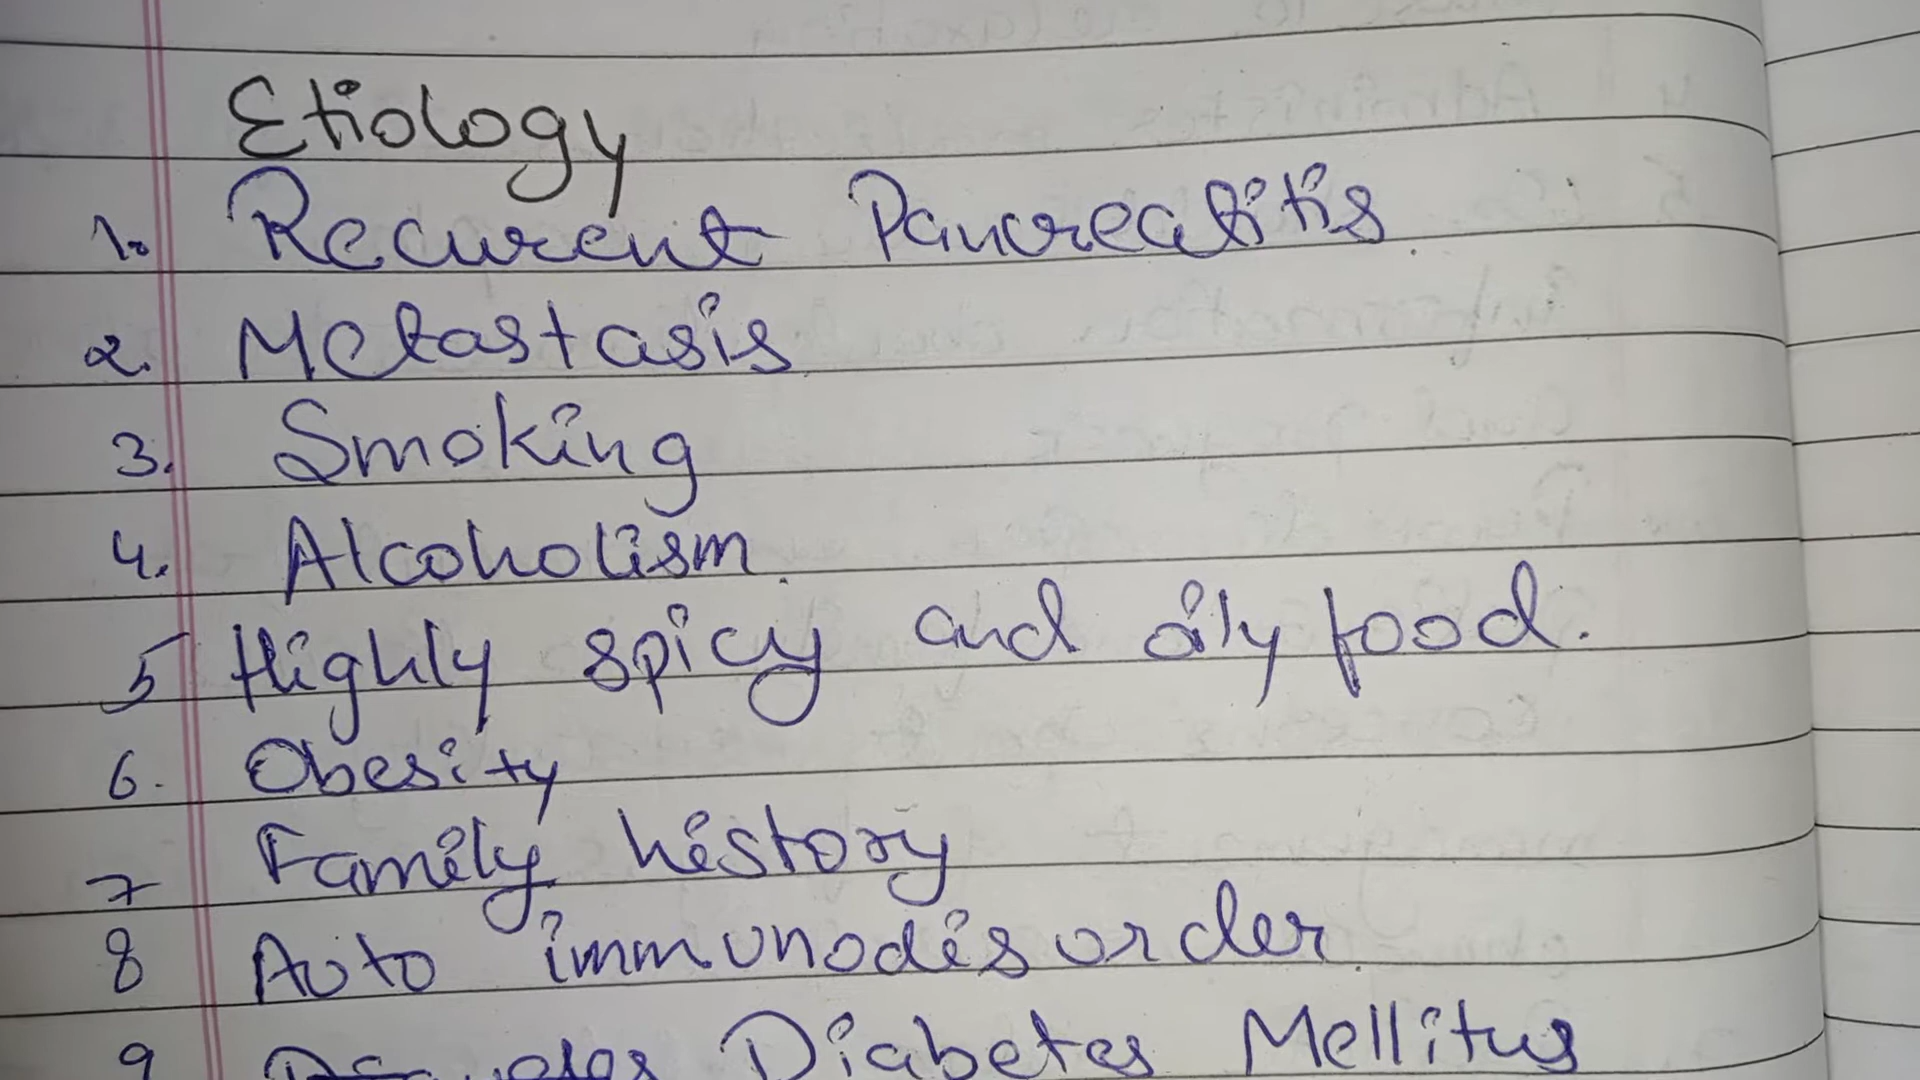 Etiology
1. Recurent Pancreatitis.
2. Metastasis
3. Smoking
4. Alcoholism.
5 Highly spicy and oily food.
6. Obesity
7 Family history
8 Auto immunodisorder.
9 Diabetes Mellitus